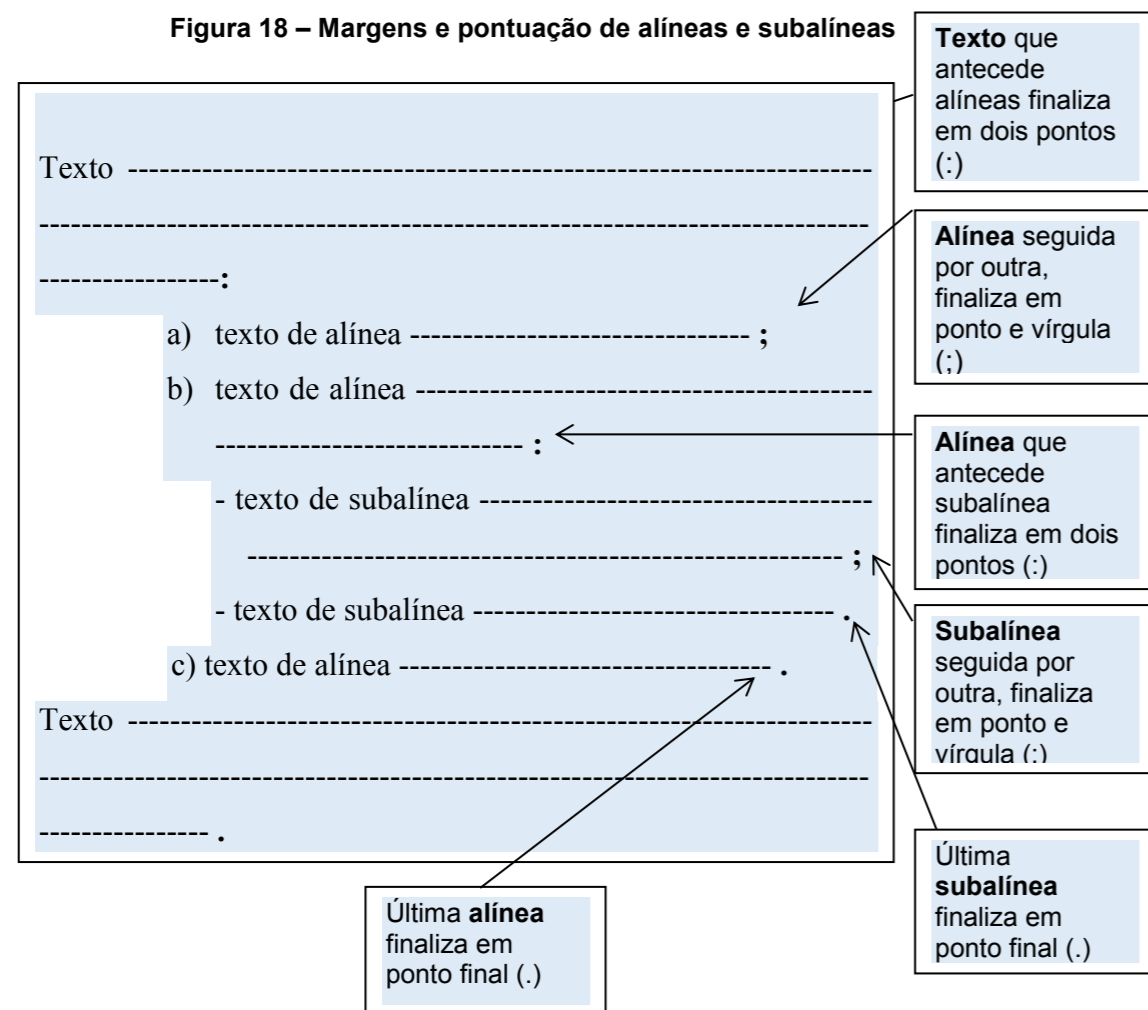 Figura 18 – Margens e pontuação de alíneas e subalíneas
Texto ----------------------------------------------------------------------
------------------------------------------------------------------------------
-----------------:
a) texto de alínea -------------------------------- ;
b) texto de alínea -------------------------------------------
----------------------------- :
- texto de subalínea -------------------------------------
-------------------------------------------------------- ;
- texto de subalínea ---------------------------------- .
c) texto de alínea ----------------------------------- .
Texto ----------------------------------------------------------------------
------------------------------------------------------------------------------
---------------- .
Texto que
antecede
alíneas finaliza
em dois pontos
(:)
Alínea seguida
por outra,
finaliza em
ponto e vírgula
(;)
Alínea que
antecede
subalínea
finaliza em dois
pontos (:)
Subalínea
seguida por
outra, finaliza
em ponto e
vírgula (;)
Última
subalínea
finaliza em
ponto final (.)
Última alínea
finaliza em
ponto final (.)